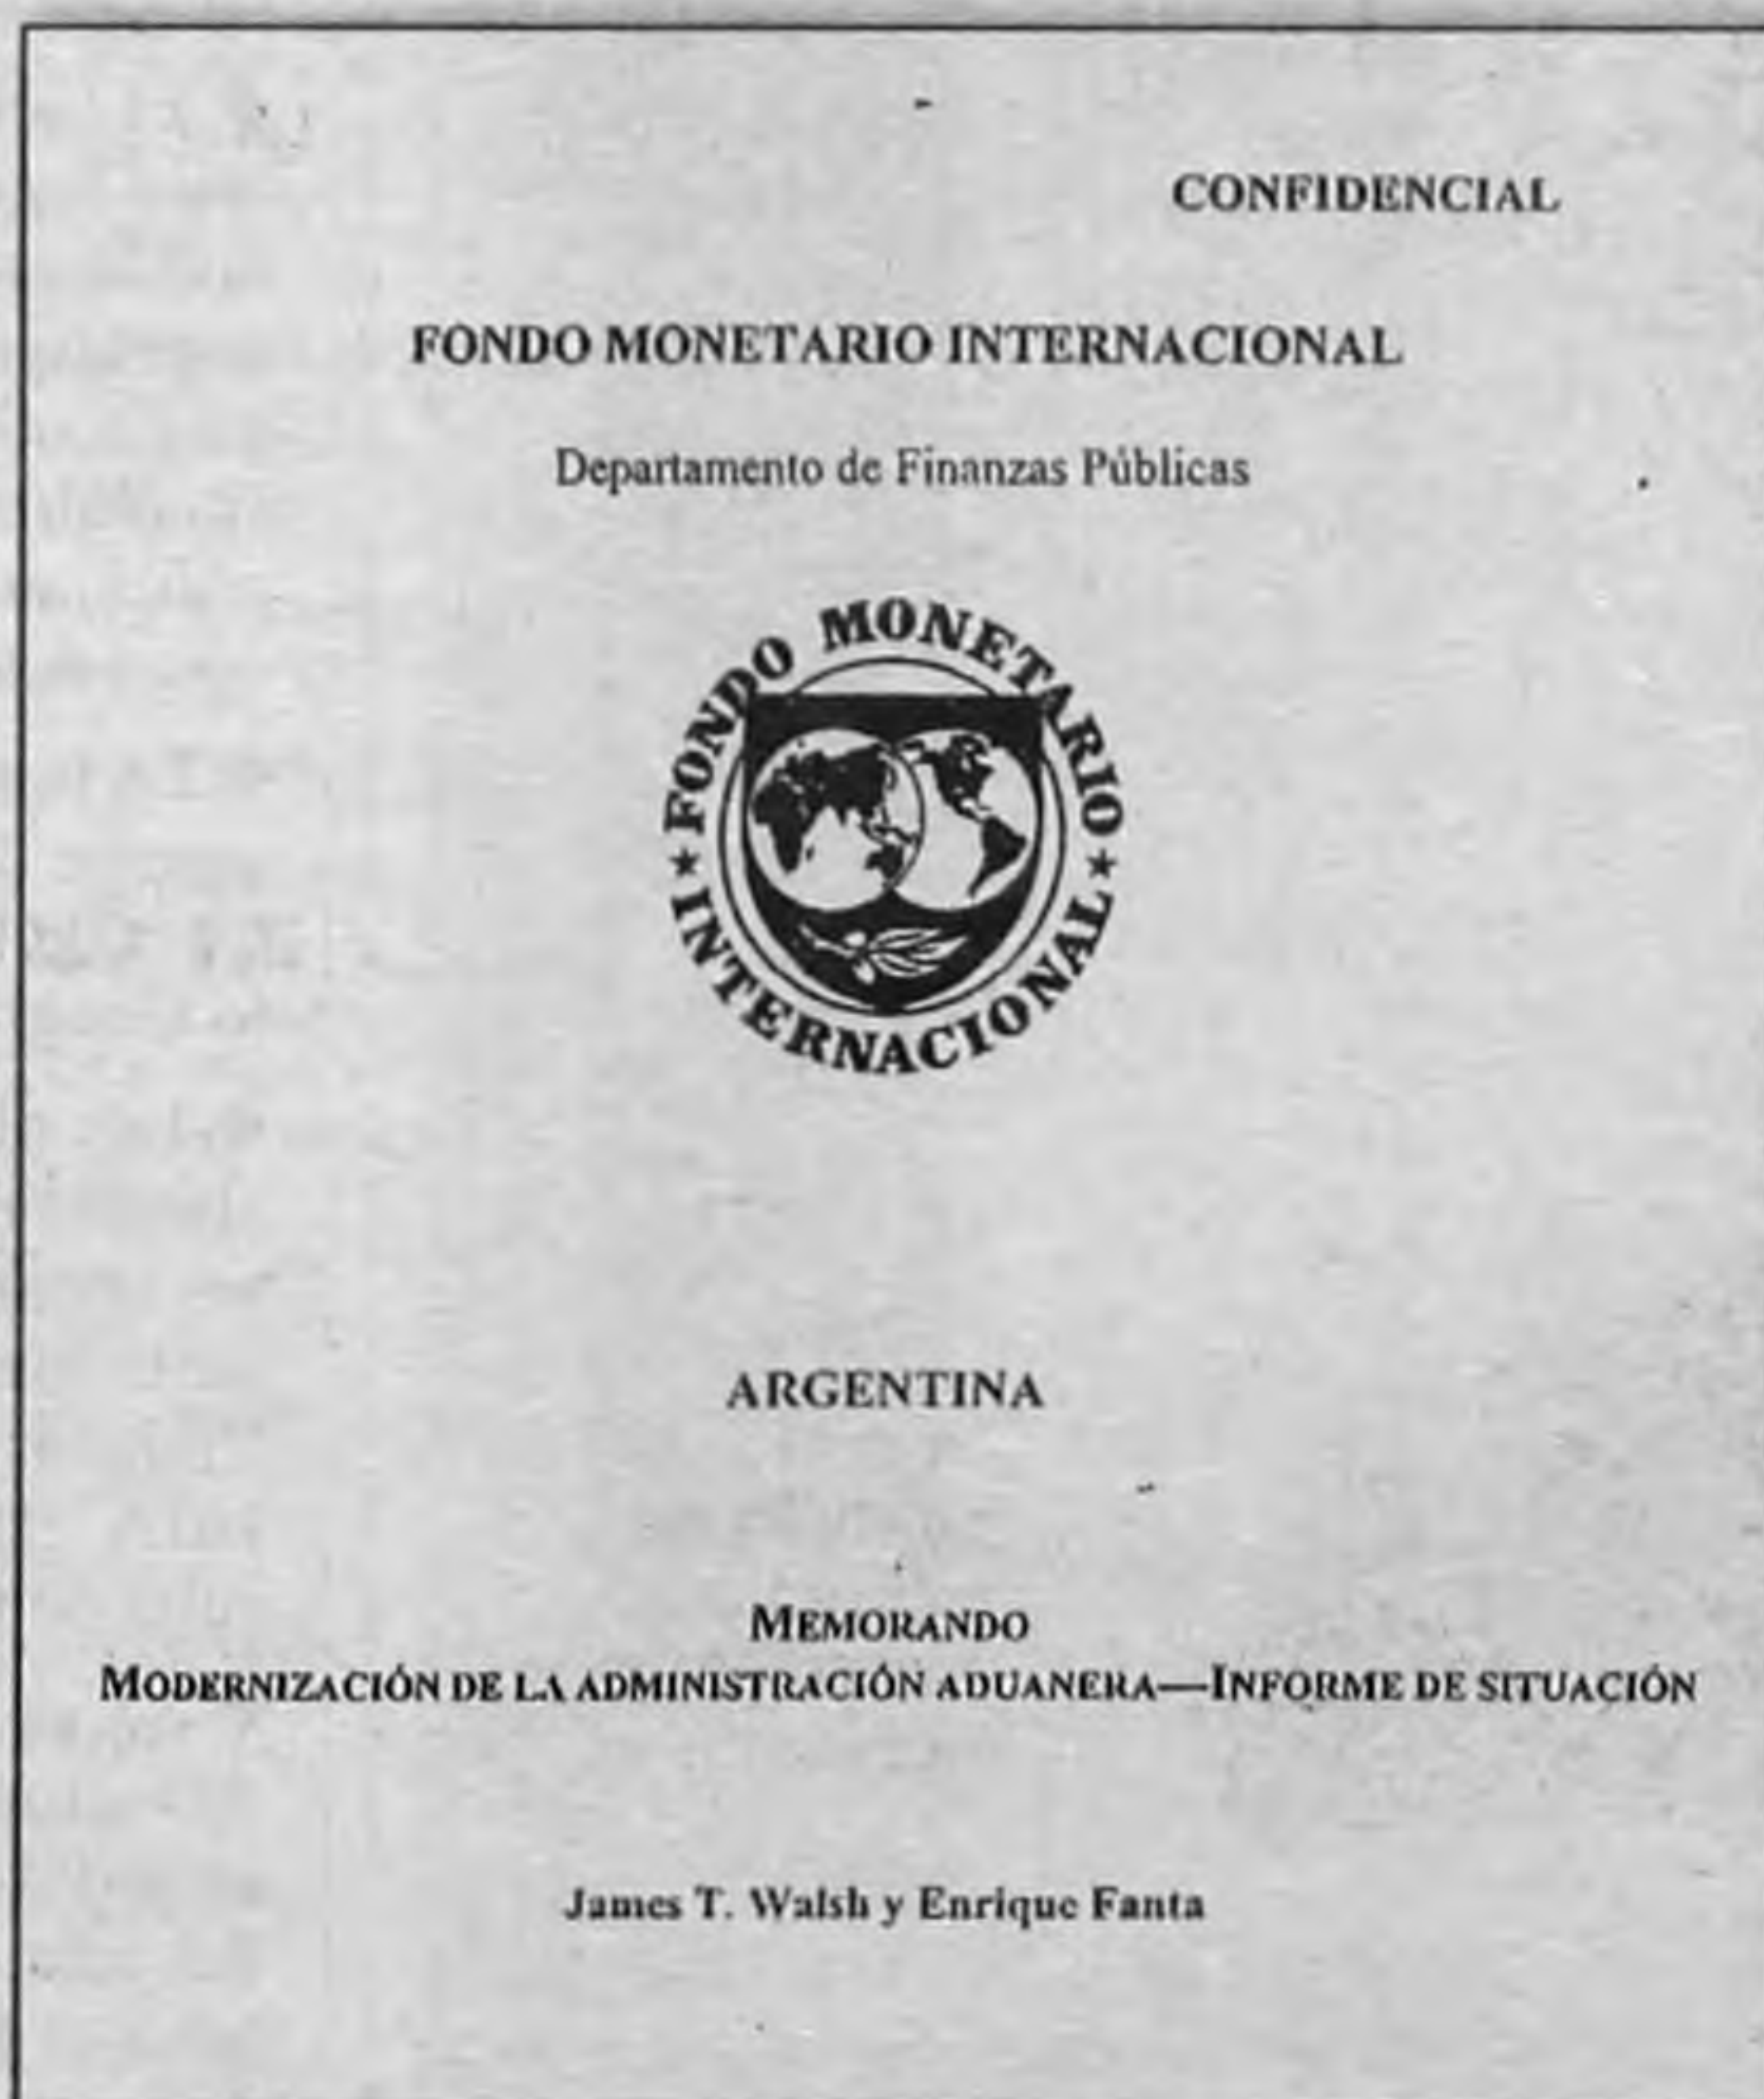 CONFIDENCIAL
FONDO MONETARIO INTERNACIONAL
Departamento de Finanzas Públicas
FONDO MONETARIO
★ INTERNACIONAL ★
ARGENTINA
MEMORANDO
MODERNIZACIÓN DE LA ADMINISTRACIÓN ADUANERA—INFORME DE SITUACIÓN
James T. Walsh y Enrique Fanta